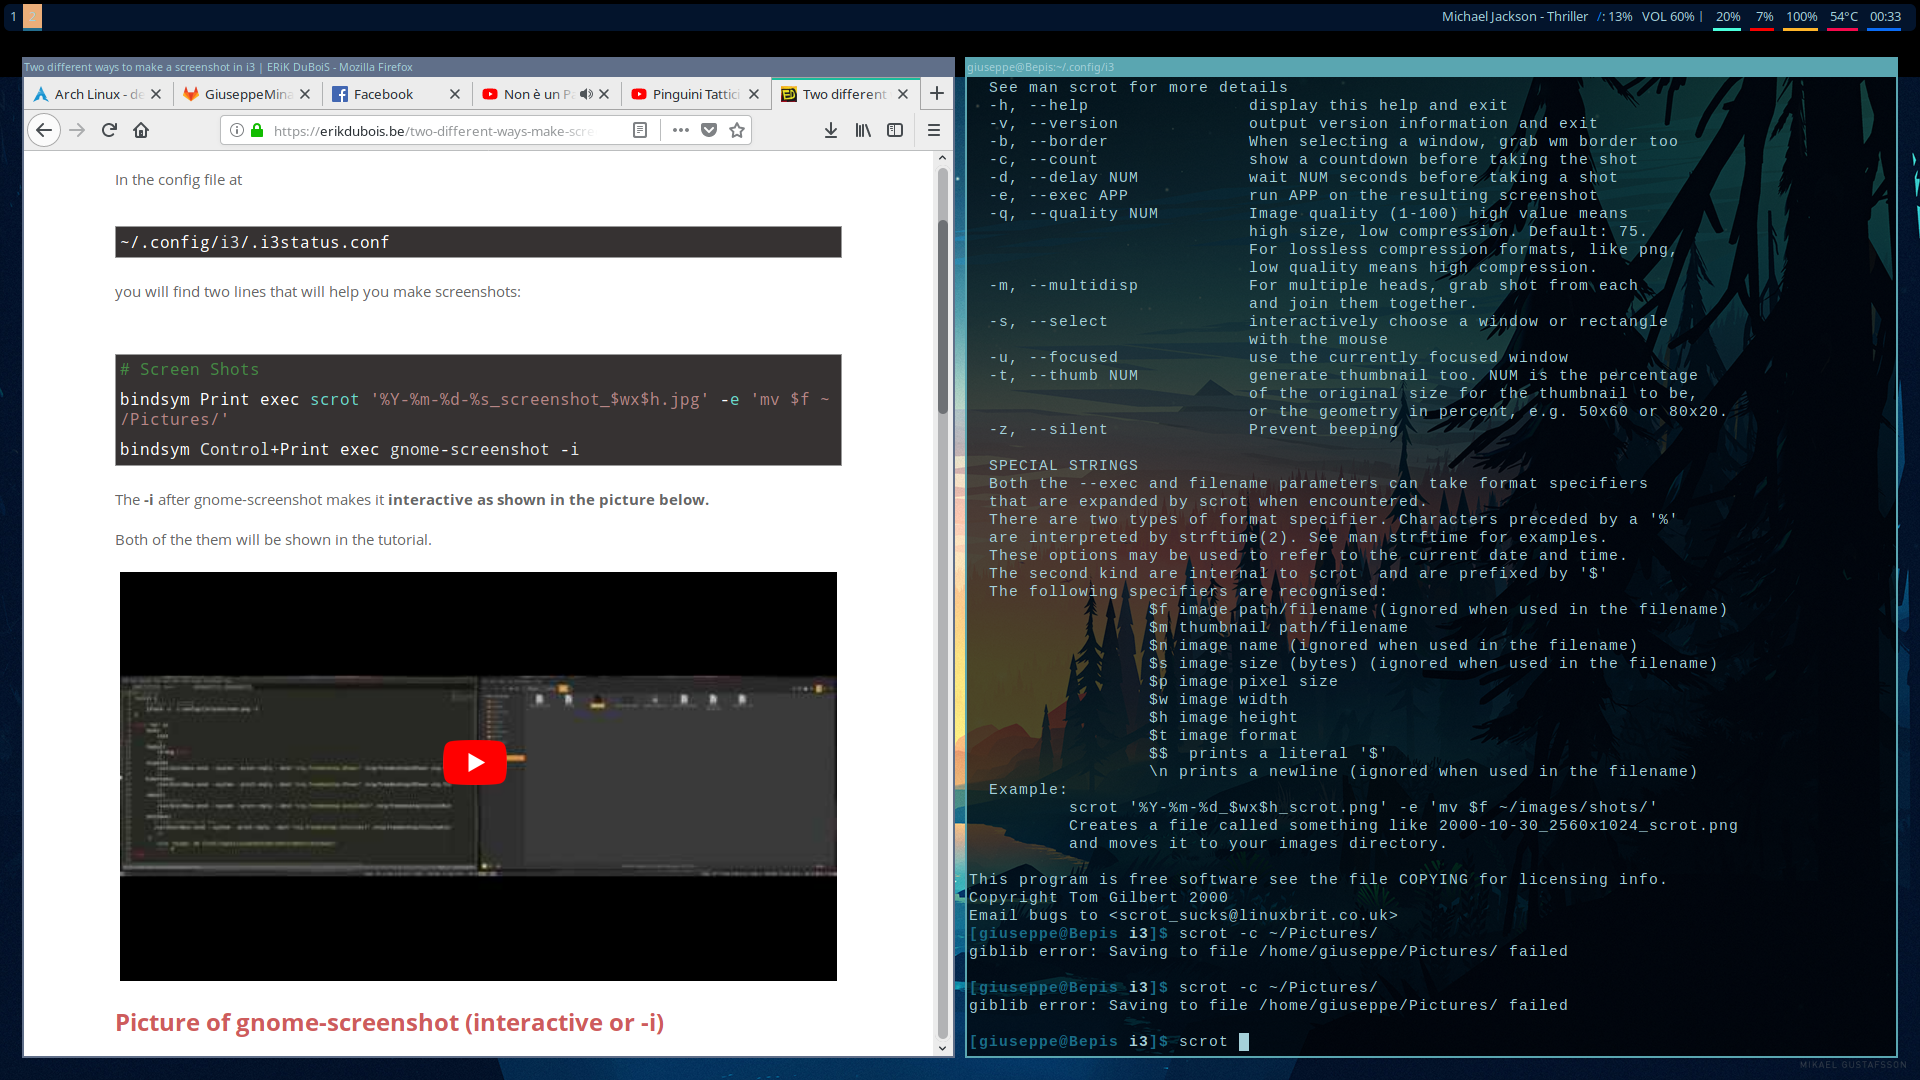 1 2
Michael Jackson - Thriller /: 13% VOL 60% | 20% 7% 100% 54°C 00:33
Two different ways to make a screenshot in i3 | ERiK DuBoiS - Mozilla Firefox
Arch Linux - de
GiuseppeMina
Facebook
Non è un Pa
Pinguini Tattici
Two different
https://erikdubois.be/two-different-ways-make-scre
In the config file at
~/.config/i3/.i3status.conf
you will find two lines that will help you make screenshots:
# Screen Shots
bindsym Print exec scrot '%Y-%m-%d-%s_screenshot_$wx$h.jpg' -e 'mv $f ~
/Pictures/'
bindsym Control+Print exec gnome-screenshot -i
The -i after gnome-screenshot makes it interactive as shown in the picture below.
Both of the them will be shown in the tutorial.
Picture of gnome-screenshot (interactive or -i)
giuseppe@Bepis:~/.config/i3
See man scrot for more details
-h, --help display this help and exit
-v, --version output version information and exit
-b, --border When selecting a window, grab wm border too
-c, --count show a countdown before taking the shot
-d, --delay NUM wait NUM seconds before taking a shot
-e, --exec APP run APP on the resulting screenshot
-q, --quality NUM Image quality (1-100) high value means
high size, low compression. Default: 75.
For lossless compression formats, like png,
low quality means high compression.
-m, --multidisp For multiple heads, grab shot from each
and join them together.
-s, --select interactively choose a window or rectangle
with the mouse
-u, --focused use the currently focused window
-t, --thumb NUM generate thumbnail too. NUM is the percentage
of the original size for the thumbnail to be,
or the geometry in percent, e.g. 50x60 or 80x20.
-z, --silent Prevent beeping
SPECIAL STRINGS
Both the --exec and filename parameters can take format specifiers
that are expanded by scrot when encountered.
There are two types of format specifier. Characters preceded by a '%'
are interpreted by strftime(2). See man strftime for examples.
These options may be used to refer to the current date and time.
The second kind are internal to scrot  and are prefixed by '$'
The following specifiers are recognised:
$f image path/filename (ignored when used in the filename)
$m thumbnail path/filename
$n image name (ignored when used in the filename)
$s image size (bytes) (ignored when used in the filename)
$p image pixel size
$w image width
$h image height
$t image format
$$  prints a literal '$'
\n prints a newline (ignored when used in the filename)
Example:
scrot '%Y-%m-%d_$wx$h_scrot.png' -e 'mv $f ~/images/shots/'
Creates a file called something like 2000-10-30_2560x1024_scrot.png
and moves it to your images directory.
This program is free software see the file COPYING for licensing info.
Copyright Tom Gilbert 2000
Email bugs to <scrot_sucks@linuxbrit.co.uk>
[giuseppe@Bepis i3]$ scrot -c ~/Pictures/
giblib error: Saving to file /home/giuseppe/Pictures/ failed
[giuseppe@Bepis i3]$ scrot -c ~/Pictures/
giblib error: Saving to file /home/giuseppe/Pictures/ failed
[giuseppe@Bepis i3]$ scrot
MIKAEL GUSTAFSSON